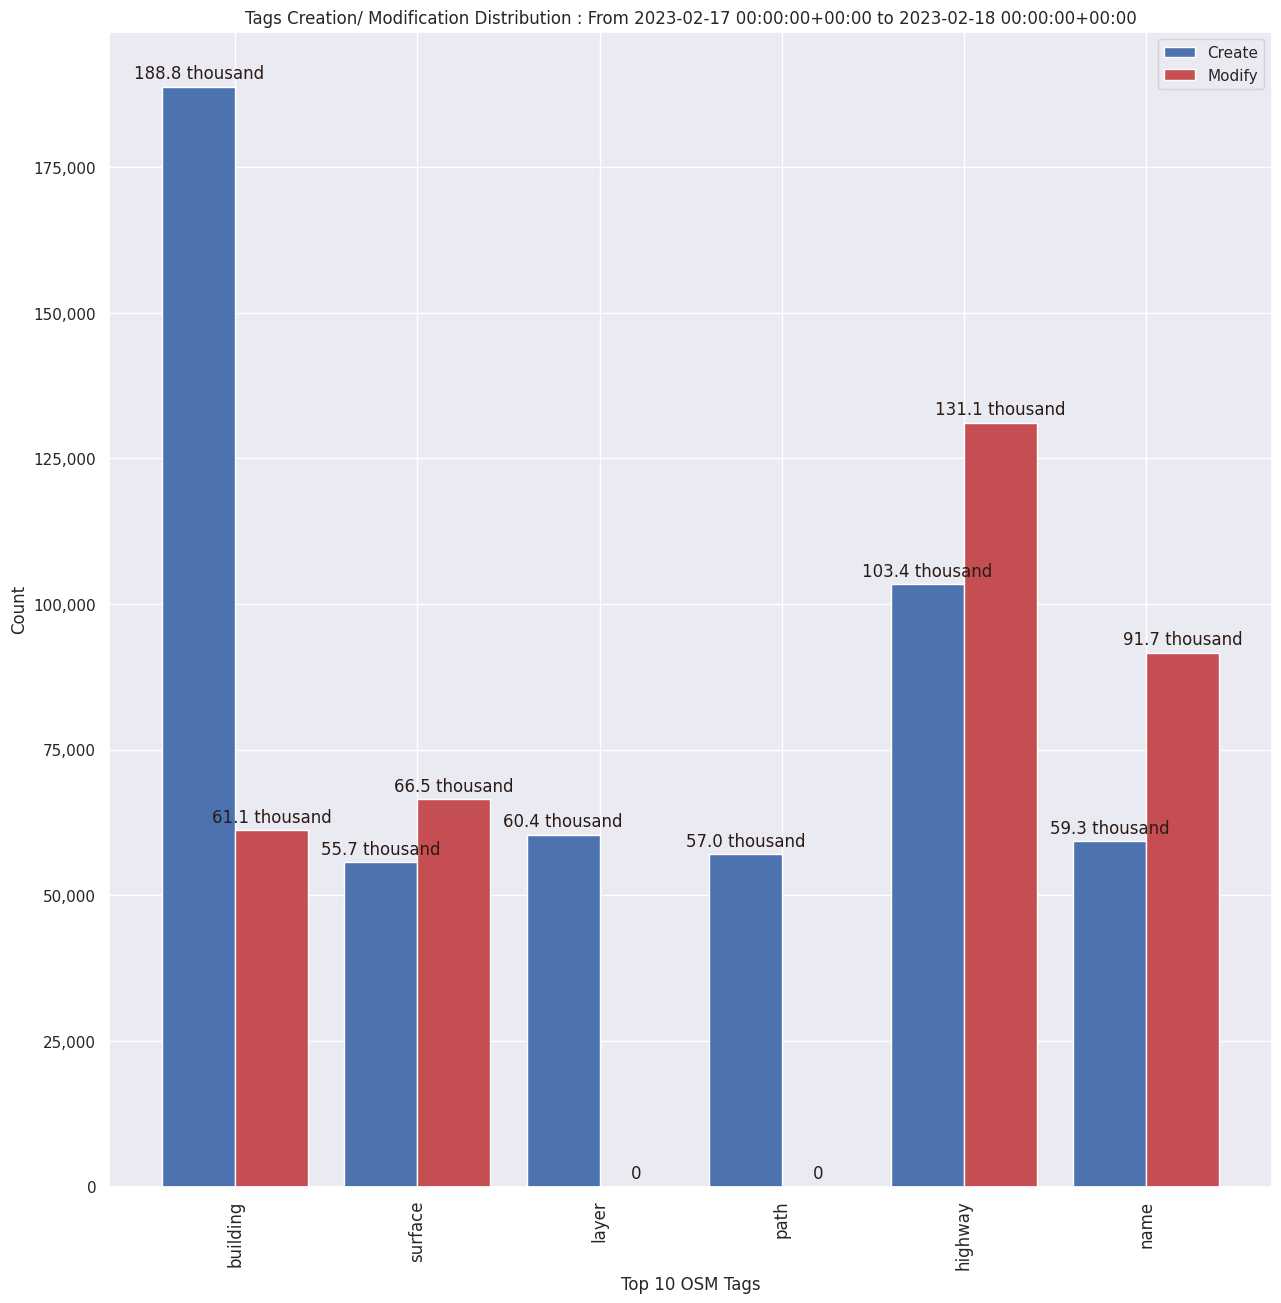 Tags Creation/ Modification Distribution : From 2023-02-17 00:00:00+00:00 to 2023-02-18 00:00:00+00:00
Create
Modify
188.8 thousand
175,000
150,000
131.1 thousand
125,000
103.4 thousand
100,000
91.7 thousand
75,000
66.5 thousand
61.1 thousand
60.4 thousand
59.3 thousand
57.0 thousand
55.7 thousand
50,000
25,000
0
0
0
Count
building
surface
layer
path
highway
name
Top 10 OSM Tags